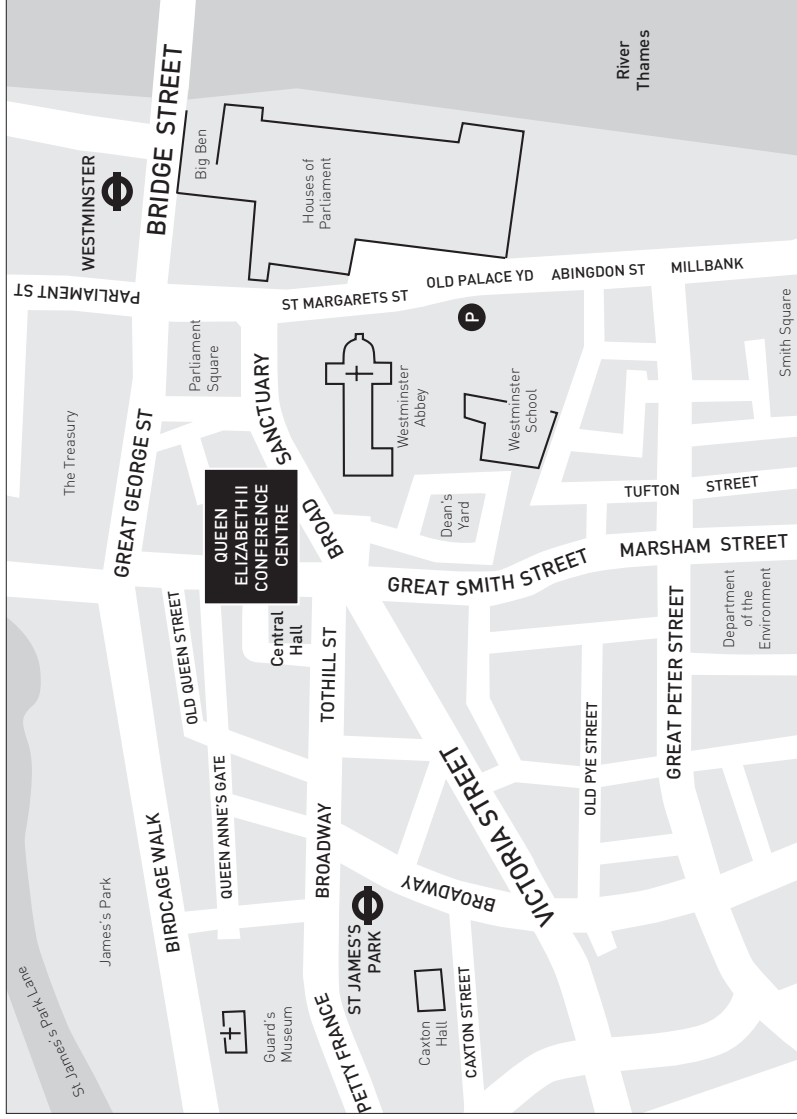 St James's Park Lane
James's Park
BIRDCAGE WALK
The Treasury
GREAT GEORGE ST
PARLIAMENT ST
WESTMINSTER
BRIDGE STREET
Guard's
Museum
QUEEN ANNE'S GATE
OLD QUEEN STREET
QUEEN
ELIZABETH II
CONFERENCE
CENTRE
Parliament
Square
Big Ben
PETTY FRANCE
ST JAMES'S
PARK
BROADWAY
TOTHILL ST
Central
Hall
BROAD
SANCTUARY
ST MARGARETS ST
Houses of
Parliament
Caxton
Hall
CAXTON STREET
BROADWAY
VICTORIA STREET
GREAT SMITH STREET
Dean's
Yard
Westminster
Abbey
Westminster
School
P
OLD PALACE YD
ABINGDON ST
MILLBANK
OLD PYE STREET
GREAT PETER STREET
MARSHAM STREET
TUFTON STREET
Department
of the
Environment
Smith Square
River
Thames